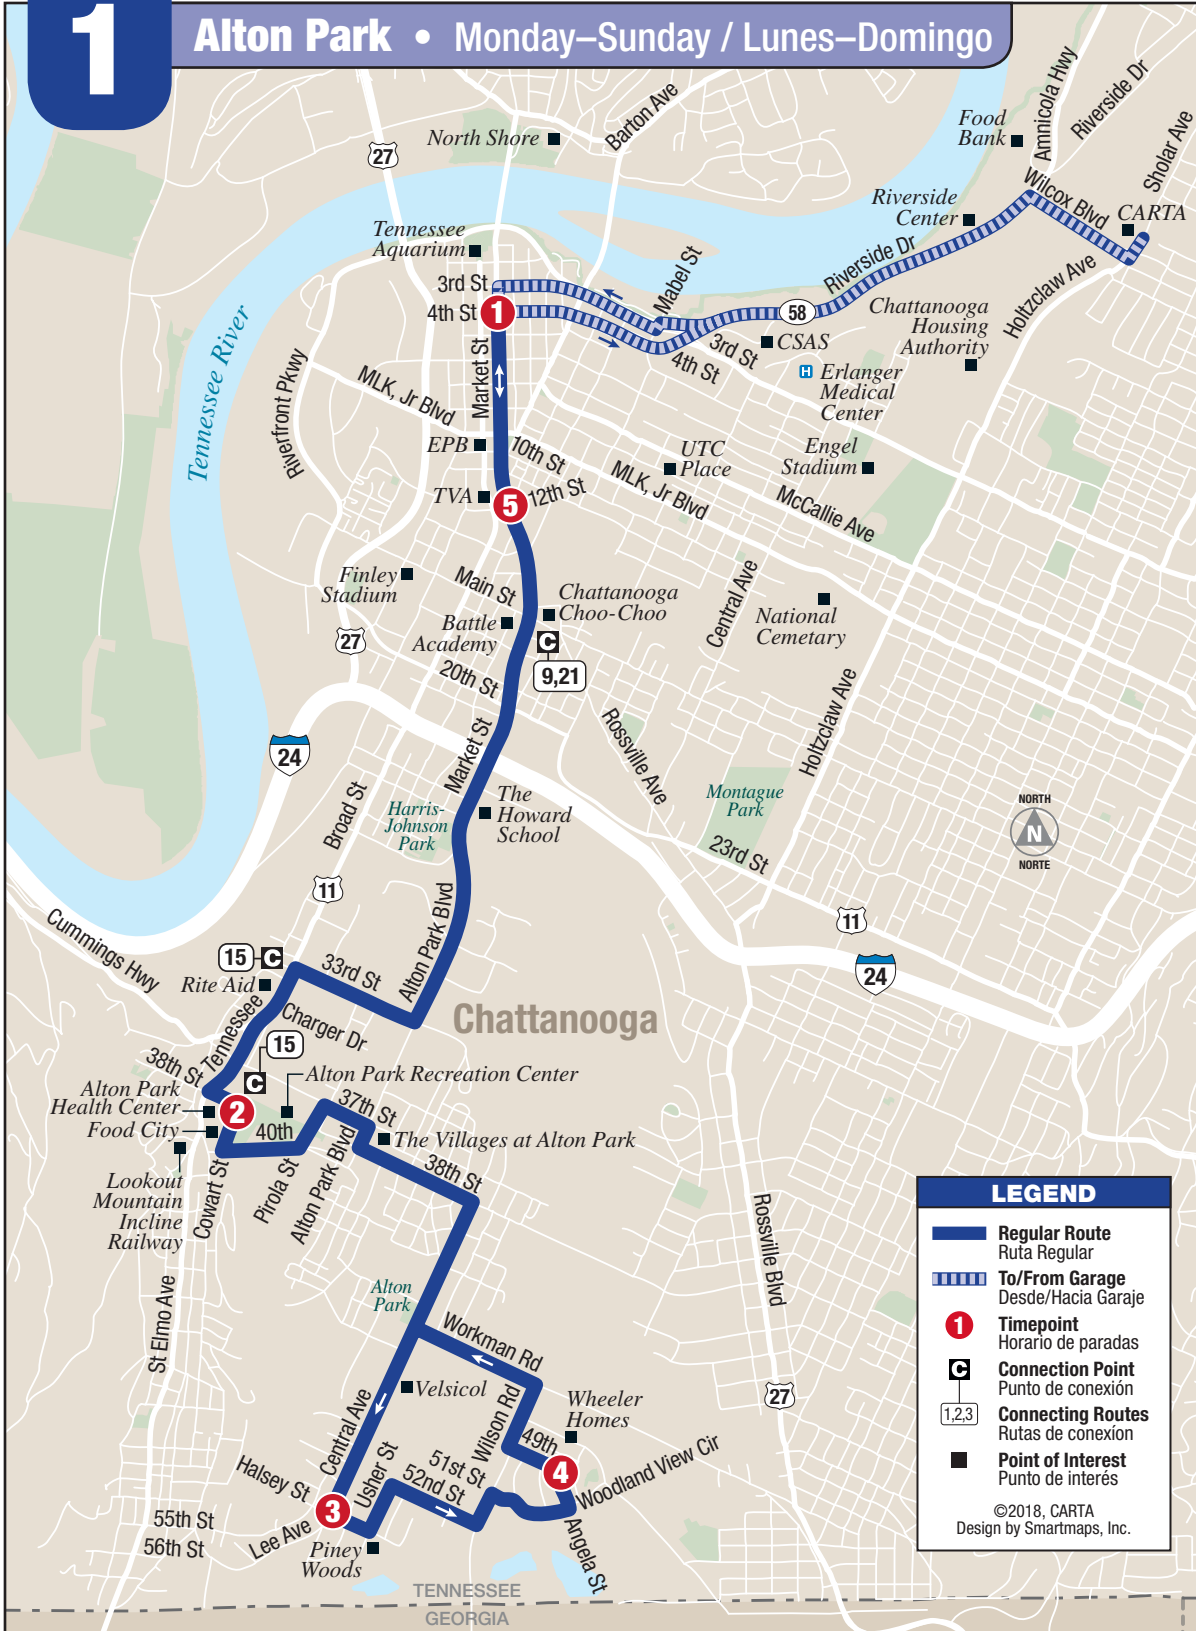 1
Alton Park • Monday–Sunday / Lunes–Domingo
27
North Shore
Barton Ave
Food
Bank
Amnicola Hwy
Riverside Dr
Sholar Ave
Wilcox Blvd
CARTA
Riverside
Center
Riverside Dr
Tennessee
Aquarium
3rd St
4th St
1
Mabel St
58
Chattanooga
Housing
Authority
Holtzclaw Ave
3rd St
4th St
CSAS
H
Erlanger
Medical
Center
Tennessee River
Riverfront Pkwy
Market St
MLK, Jr Blvd
EPB
10th St
UTC
Place
Engel
Stadium
MLK, Jr Blvd
McCallie Ave
TVA
5
12th St
Finley
Stadium
Main St
Chattanooga
Choo-Choo
Central Ave
National
Cemetary
Battle
Academy
C
9,21
27
20th St
Holtzclaw Ave
24
Market St
Rossville Ave
Broad St
Harris-
Johnson
Park
The
Howard
School
Montague
Park
23rd St
NORTH
N
NORTE
11
11
24
Cummings Hwy
Alton Park Blvd
15
C
33rd St
Rite Aid
Tennessee
Charger Dr
Chattanooga
15
C
38th St
Alton Park
Health Center
2
Alton Park Recreation Center
Food City
40th
37th St
The Villages at Alton Park
Lookout
Mountain
Incline
Railway
Cowart St
Pirola St
Alton Park Blvd
38th St
Rossville Blvd
St Elmo Ave
Alton
Park
Workman Rd
Velsicol
Central Ave
Wilson Rd
Wheeler
Homes
27
49th
4
Woodland View Cir
Halsey St
Usher St
51st St
52nd St
3
55th St
56th St
Lee Ave
Piney
Woods
Angela St
TENNESSEE
GEORGIA
LEGEND
Regular Route
Ruta Regular
To/From Garage
Desde/Hacia Garaje
1
Timepoint
Horario de paradas
C
Connection Point
Punto de conexión
1,2,3
Connecting Routes
Rutas de conexíon
Point of Interest
Punto de interés
©2018, CARTA
Design by Smartmaps, Inc.